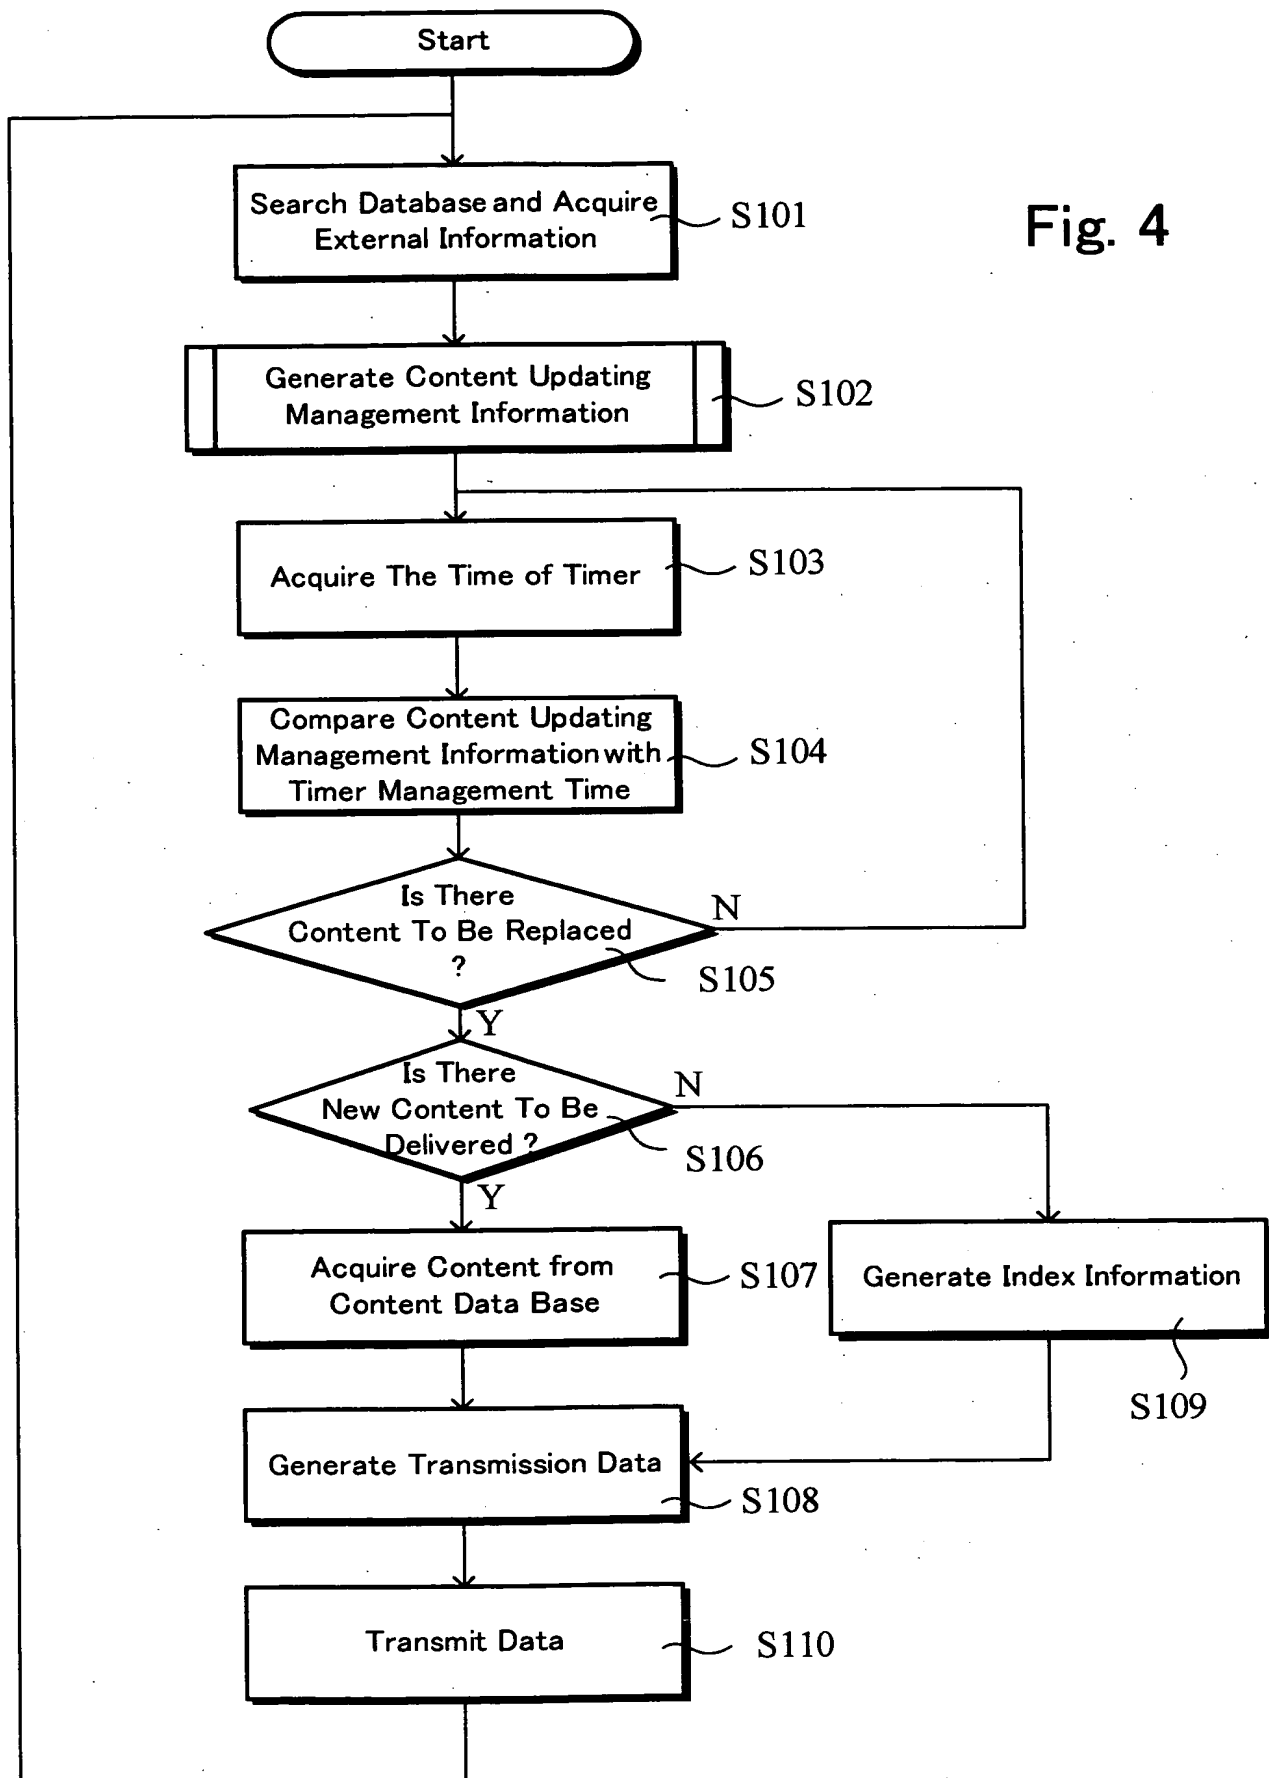 Start
Search Database and Acquire
External Information
S101
Fig. 4
Generate Content Updating
Management Information
S102
Acquire The Time of Timer
S103
Compare Content Updating
Management Information with
Timer Management Time
S104
Is There
Content To Be Replaced
?
N
S105
Y
Is There
New Content To Be
Delivered ?
N
S106
Y
Acquire Content from
Content Data Base
S107
Generate Index Information
S109
Generate Transmission Data
S108
Transmit Data
S110